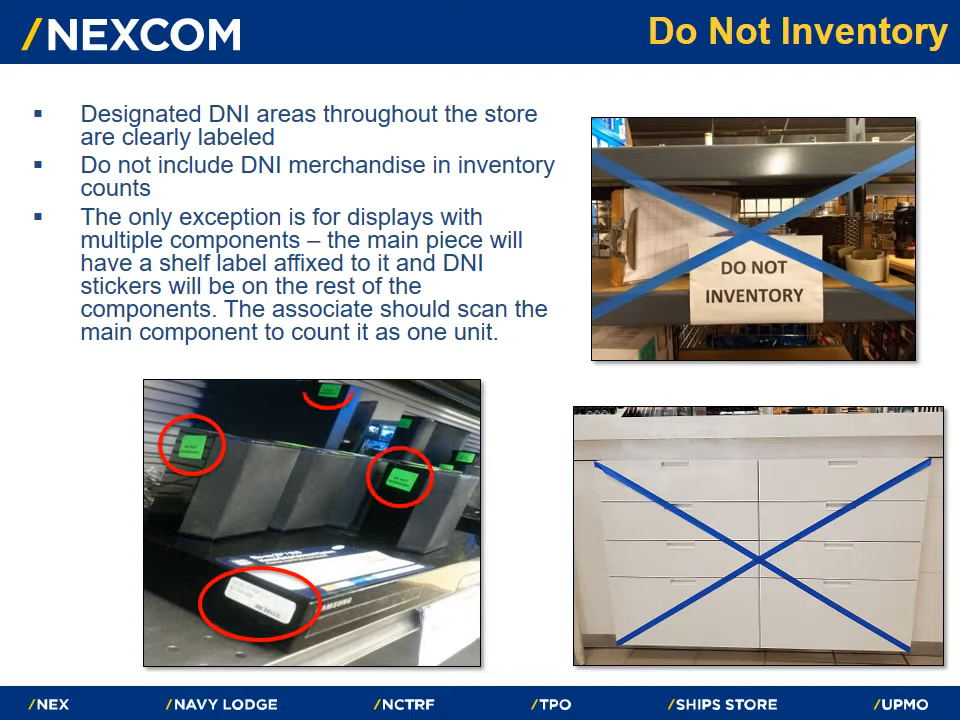 /NEXCOM
Do Not Inventory
▪ Designated DNI areas throughout the store
are clearly labeled
▪ Do not include DNI merchandise in inventory
counts
▪ The only exception is for displays with
multiple components – the main piece will
have a shelf label affixed to it and DNI
stickers will be on the rest of the
components. The associate should scan the
main component to count it as one unit.
DO NOT
INVENTORY
SAMSUNG
/NEX /NAVY LODGE /NCTRF /TPO /SHIPS STORE /UPMO